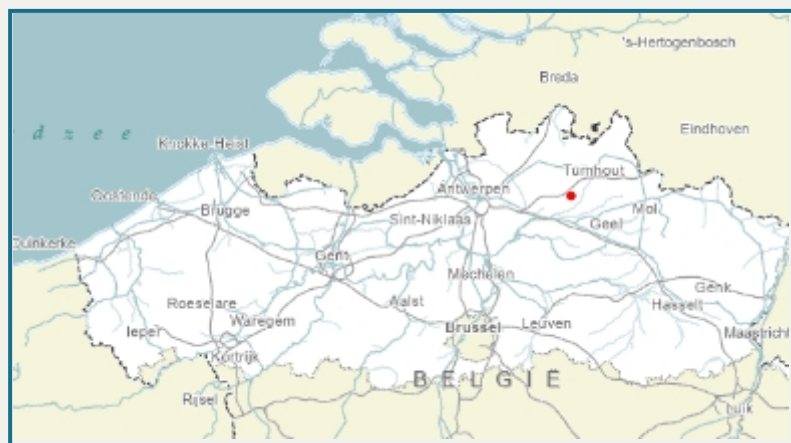 's-Hertogenbosch
Breda
d z e e
Eindhoven
Knokke-Heist
Turnhout
Oostende
Antwerpen
Brugge
Mol
Sint-Niklaas
Geel
Duinkerke
Gent
Mechelen
Genk
Roeselare
Aalst
Hasselt
Ieper
Waregem
Brussel
Leuven
Maastricht
Kortrijk
BELGIË
Rijsel
Luik